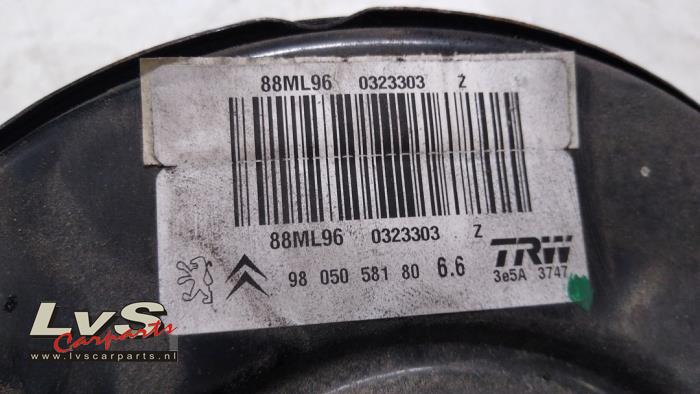 88ML96 0323303 Z
88ML96 0323303 Z
98 050 581 80 6.6
TRW
3e5A 3747
LvS
Carparts
www.lvscarparts.nl